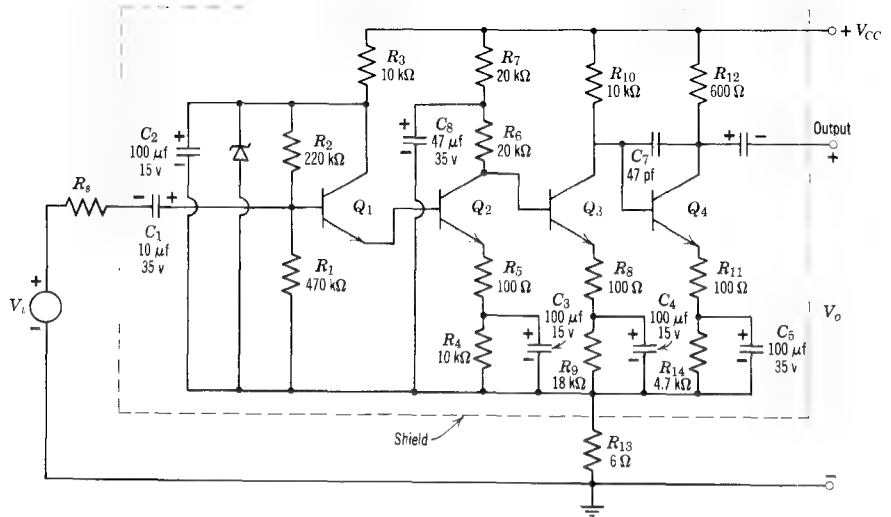 + V_CC
R_3
10 kΩ
R_7
20 kΩ
R_10
10 kΩ
R_12
600 Ω
C_2
100 μf
15 v
R_2
220 kΩ
C_8
47 μf
35 v
R_6
20 kΩ
C_7
47 pf
+ -
Output
+
R_s
C_1
10 μf
35 v
Q_1
Q_2
Q_3
Q_4
R_1
470 kΩ
R_5
100 Ω
R_8
100 Ω
R_11
100 Ω
V_i
C_3
100 μf
15 v
C_4
100 μf
15 v
V_o
C_5
100 μf
35 v
R_4
10 kΩ
R_9
18 kΩ
R_14
4.7 kΩ
Shield
R_13
6 Ω